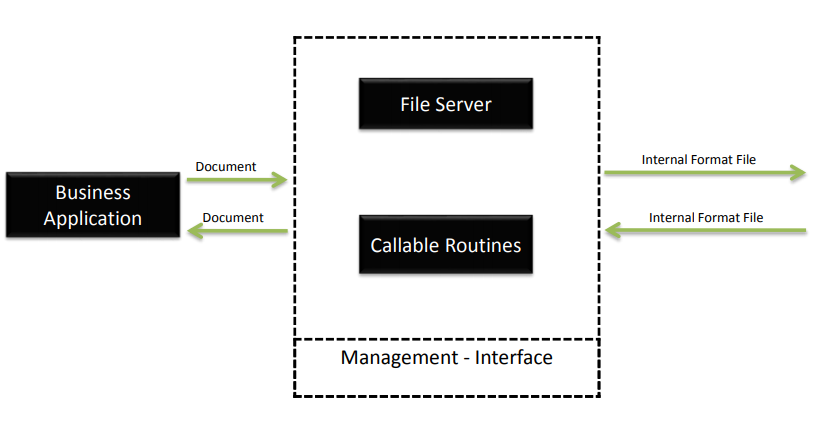 File Server
Document
Internal Format File
Business
Application
Document
Internal Format File
Callable Routines
Management - Interface